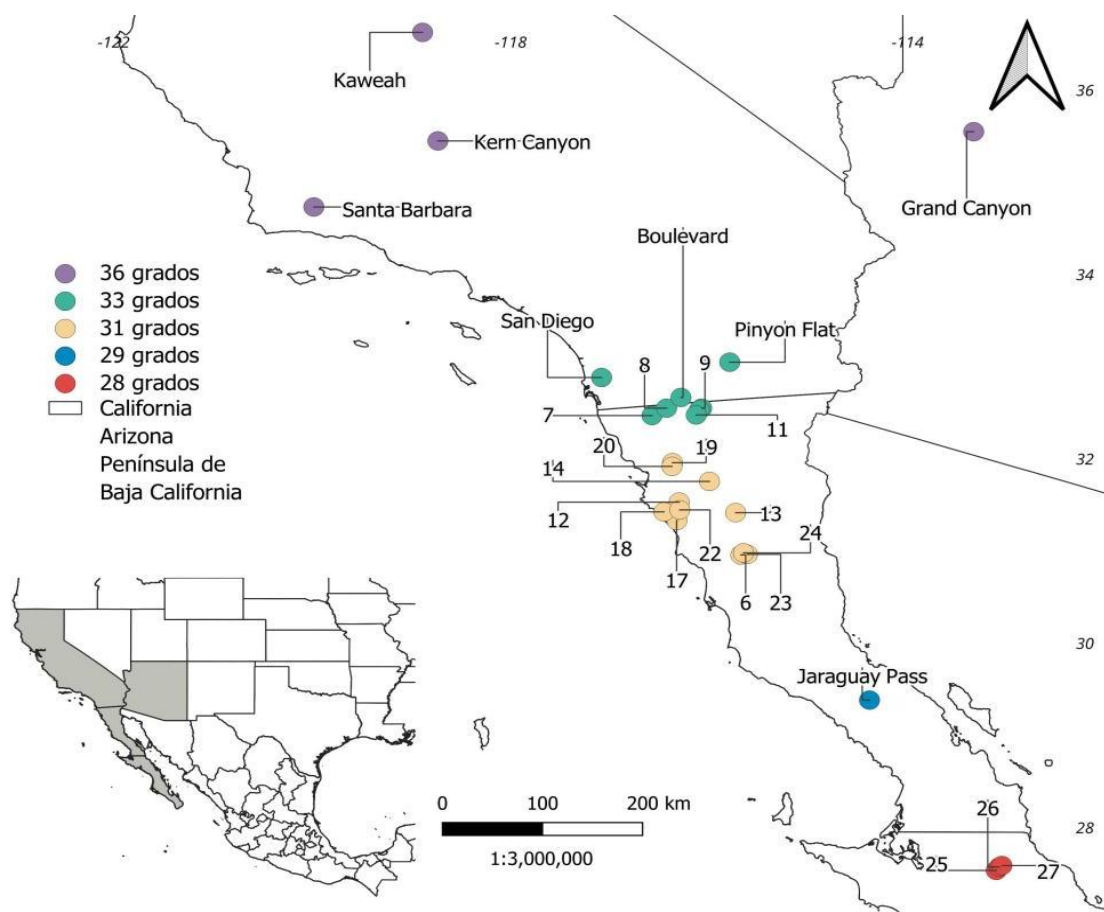 -122
-118
-114
Kaweah
36
Kern Canyon
Santa Barbara
Grand Canyon
Boulevard
36 grados
34
33 grados
31 grados
29 grados
28 grados
California
Arizona
Península de
Baja California
San Diego
Pinyon Flat
8
9
7
11
20
19
32
14
12
13
18
22
24
17
6
23
30
Jaraguay Pass
0 100 200 km
1:3,000,000
26
28
25
27